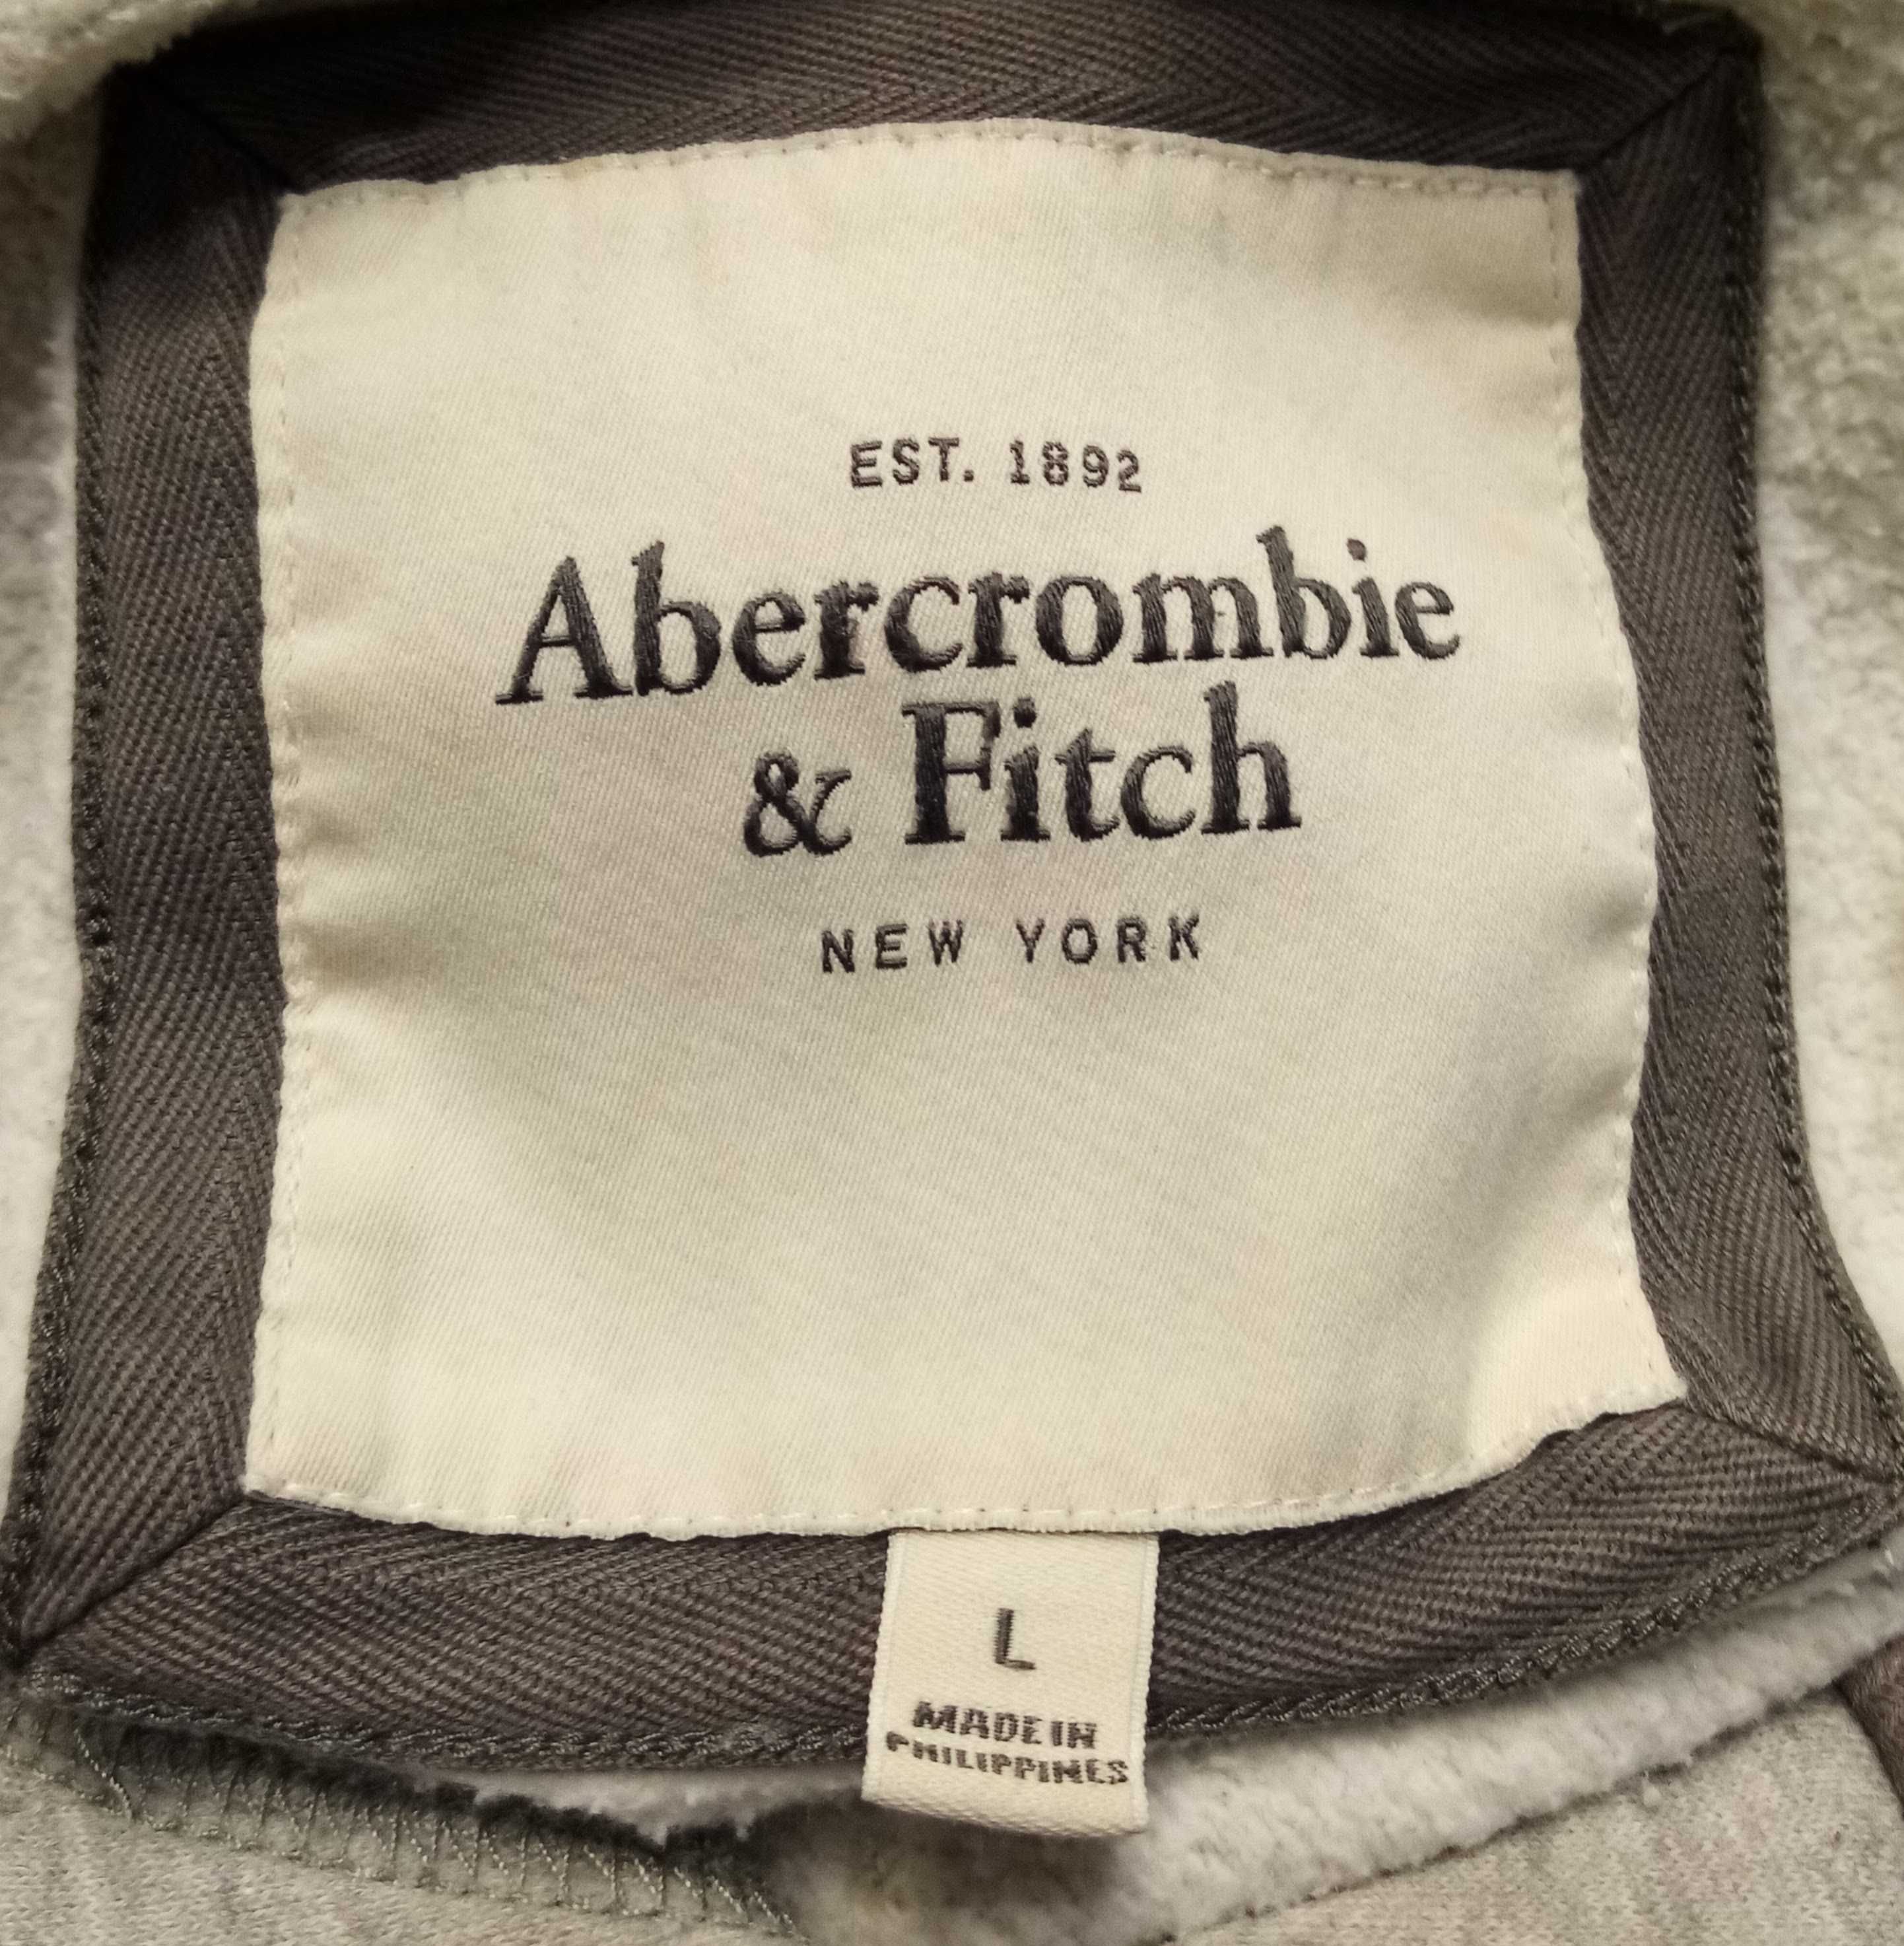 EST. 1892
Abercrombie
& Fitch
NEW YORK
L
MADE IN
PHILIPPINES